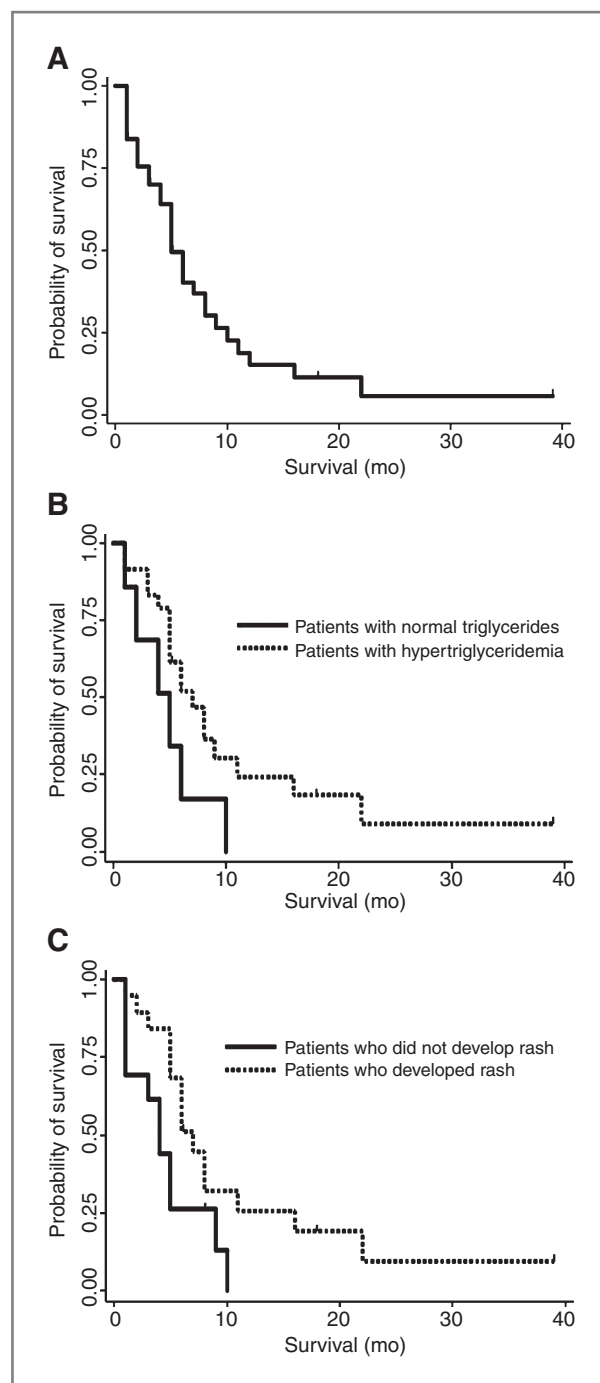 A
Probability of survival
1.00
0.75
0.50
0.25
0.00
0
10
20
30
40
Survival (mo)
B
Probability of survival
1.00
0.75
0.50
0.25
0.00
Patients with normal triglycerides
Patients with hypertriglyceridemia
0
10
20
30
40
Survival (mo)
C
Probability of survival
1.00
0.75
0.50
0.25
0.00
Patients who did not develop rash
Patients who developed rash
0
10
20
30
40
Survival (mo)